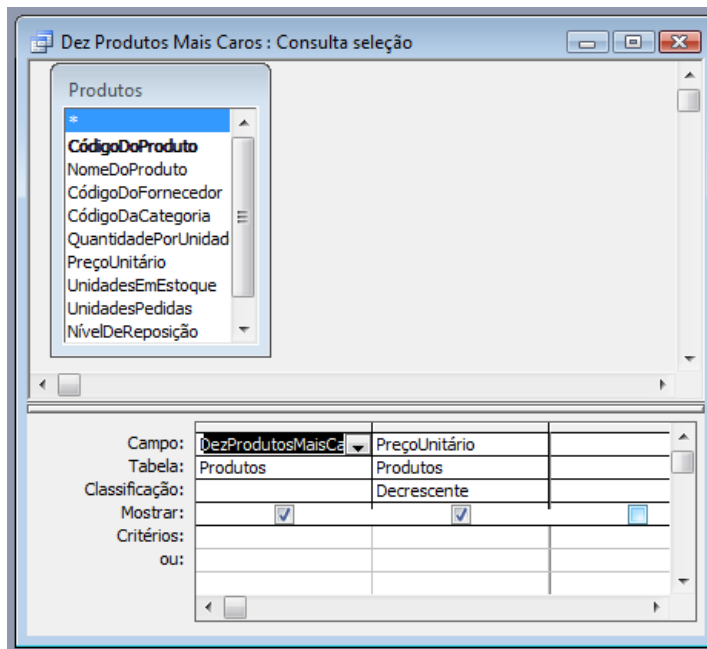 Dez Produtos Mais Caros : Consulta seleção
Produtos
*
CódigoDoProduto
NomeDoProduto
CódigoDoFornecedor
CódigoDaCategoria
QuantidadePorUnidad
PreçoUnitário
UnidadesEmEstoque
UnidadesPedidas
NívelDeReposição
Campo: DezProdutosMaisCa PreçoUnitário
Tabela: Produtos Produtos
Classificação: Decrescente
Mostrar:
Critérios:
ou: